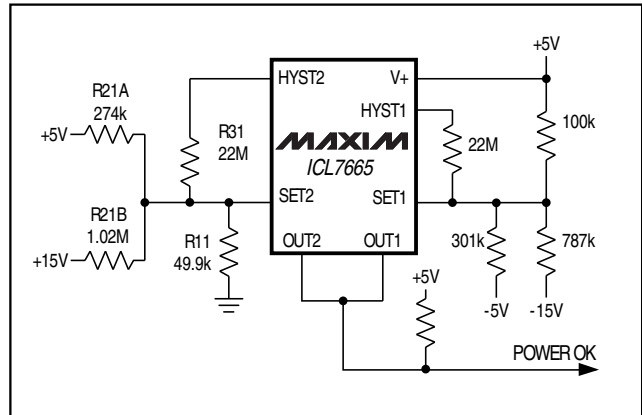 +5V
R21A
274k
+5V
R21B
1.02M
+15V
R31
22M
R11
49.9k
HYST2
V+
HYST1
MAXIM
ICL7665
SET2
SET1
OUT2
OUT1
22M
100k
301k
787k
-5V
-15V
+5V
POWER OK